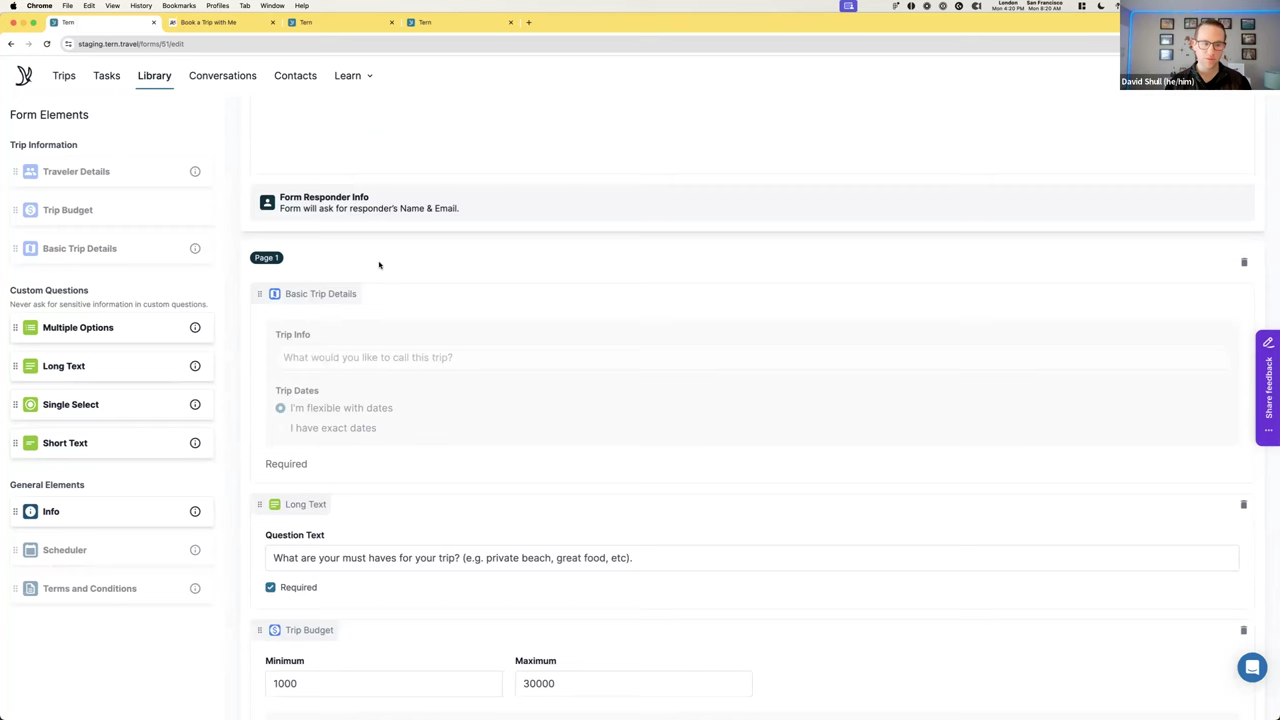 Chrome File Edit View History Bookmarks Profiles Tab Window Help
London San Francisco
Mon 4:20 PM Mon 8:20 AM
Tern
Book a Trip with Me
Tern
Tern
staging.tern.travel/forms/51/edit
David Shull (he/him)
Trips Tasks Library Conversations Contacts Learn
Form Elements
Trip Information
Traveler Details
Trip Budget
Basic Trip Details
Custom Questions
Never ask for sensitive information in custom questions.
Multiple Options
Long Text
Single Select
Short Text
General Elements
Info
Scheduler
Terms and Conditions
Form Responder Info
Form will ask for responder's Name & Email.
Page 1
Basic Trip Details
Trip Info
What would you like to call this trip?
Trip Dates
I'm flexible with dates
I have exact dates
Required
Long Text
Question Text
What are your must haves for your trip? (e.g. private beach, great food, etc).
Required
Trip Budget
Minimum Maximum
1000 30000
Share feedback